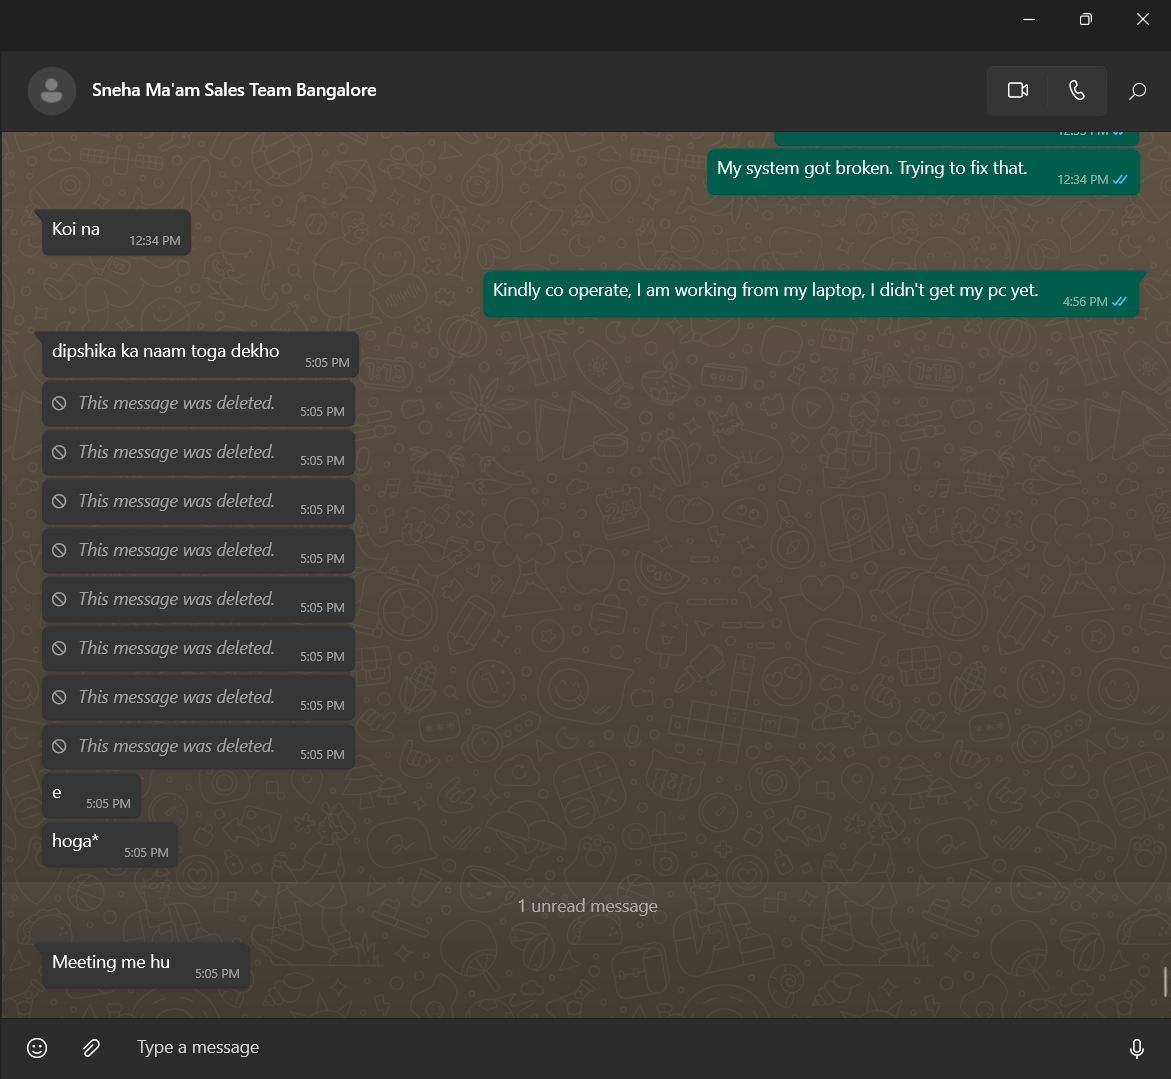 Sneha Ma'am Sales Team Bangalore
My system got broken. Trying to fix that.
12:34 PM
Koi na
12:34 PM
Kindly co operate, I am working from my laptop, I didn't get my pc yet.
4:56 PM
dipshika ka naam toga dekho
5:05 PM
This message was deleted.
5:05 PM
This message was deleted.
5:05 PM
This message was deleted.
5:05 PM
This message was deleted.
5:05 PM
This message was deleted.
5:05 PM
This message was deleted.
5:05 PM
This message was deleted.
5:05 PM
This message was deleted.
5:05 PM
e
5:05 PM
hoga*
5:05 PM
1 unread message
Meeting me hu
5:05 PM
Type a message